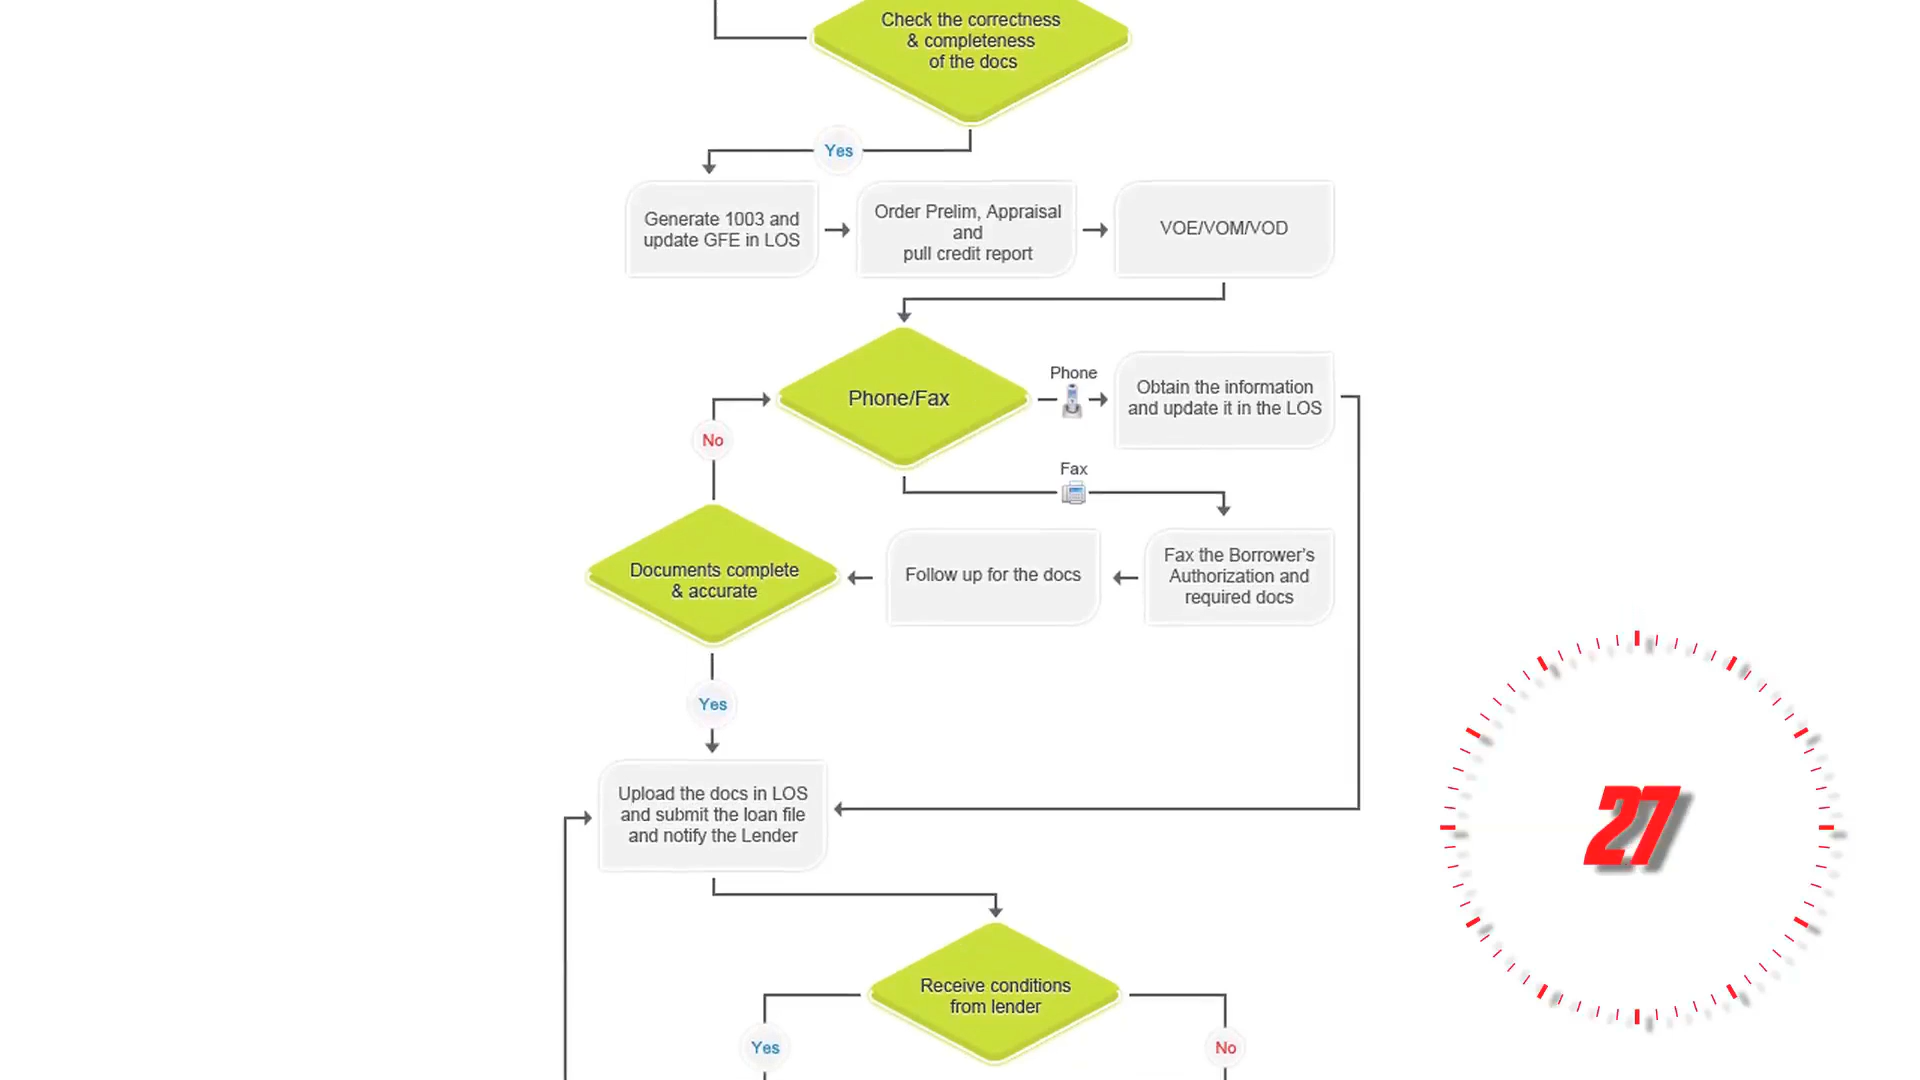 Check the correctness
& completeness
of the docs
Yes
Generate 1003 and
update GFE in LOS
Order Prelim, Appraisal
and
pull credit report
VOE/VOM/VOD
Phone/Fax
Phone
Obtain the information
and update it in the LOS
No
Fax
Documents complete
& accurate
Follow up for the docs
Fax the Borrower's
Authorization and
required docs
Yes
Upload the docs in LOS
and submit the loan file
and notify the Lender
27
Receive conditions
from lender
Yes
No